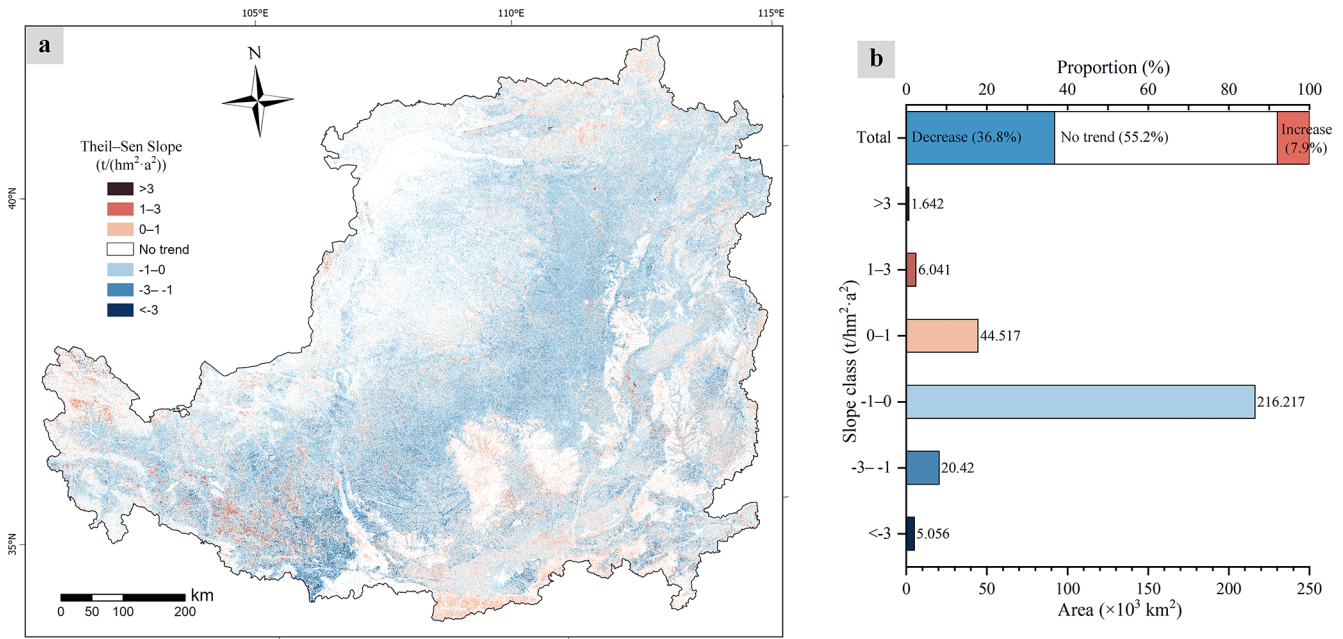 105°E
110°E
115°E
a
N
Theil–Sen Slope
(t/(hm²·a²))
>3
1–3
0–1
No trend
-1–0
-3– -1
<-3
40°N
35°N
km
0 50 100 200
b
Proportion (%)
0 20 40 60 80 100
Total
Decrease (36.8%)
No trend (55.2%)
Increase
(7.9%)
>3
1.642
1–3
6.041
0–1
44.517
-1–0
216.217
-3– -1
20.42
<-3
5.056
Slope class (t/hm²·a²)
0 50 100 150 200 250
Area (×10³ km²)